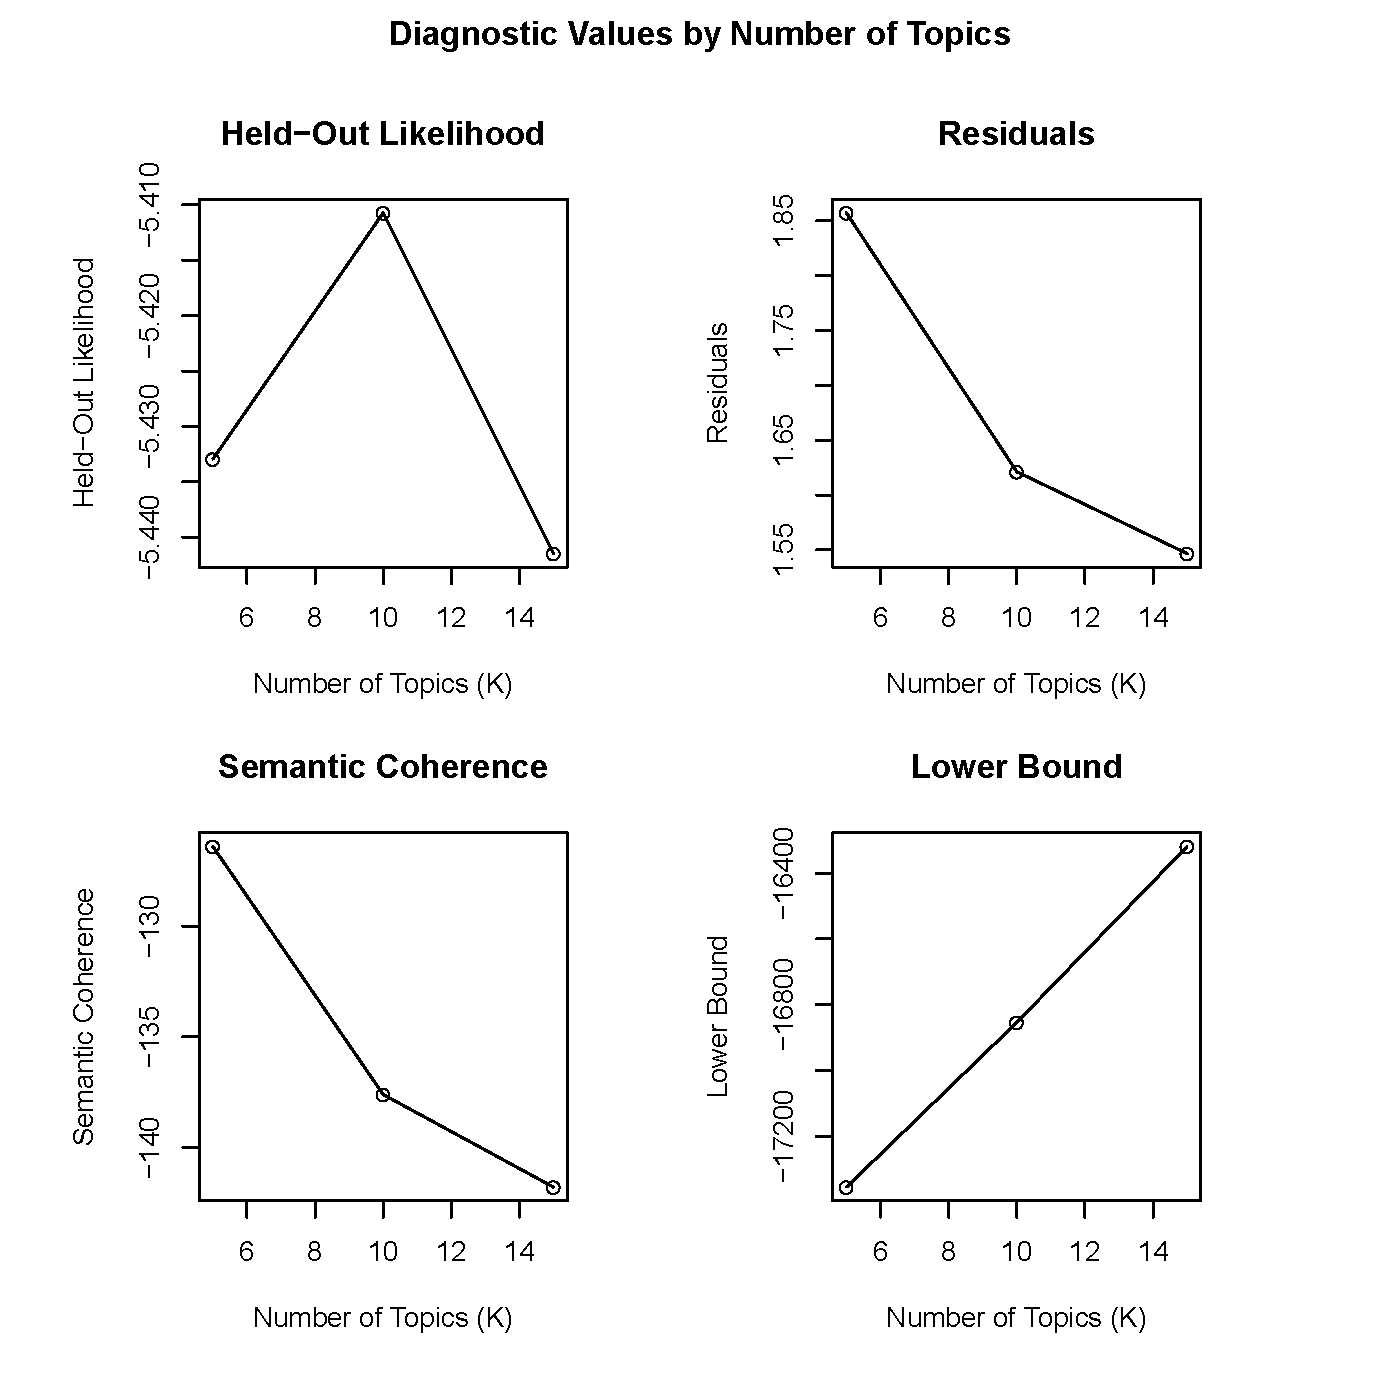 Diagnostic Values by Number of Topics
Held−Out Likelihood
Held−Out Likelihood
−5.410
−5.420
−5.430
−5.440
6 8 10 12 14
Number of Topics (K)
Residuals
Residuals
1.85
1.75
1.65
1.55
6 8 10 12 14
Number of Topics (K)
Semantic Coherence
Semantic Coherence
−130
−135
−140
6 8 10 12 14
Number of Topics (K)
Lower Bound
Lower Bound
−16400
−16800
−17200
6 8 10 12 14
Number of Topics (K)